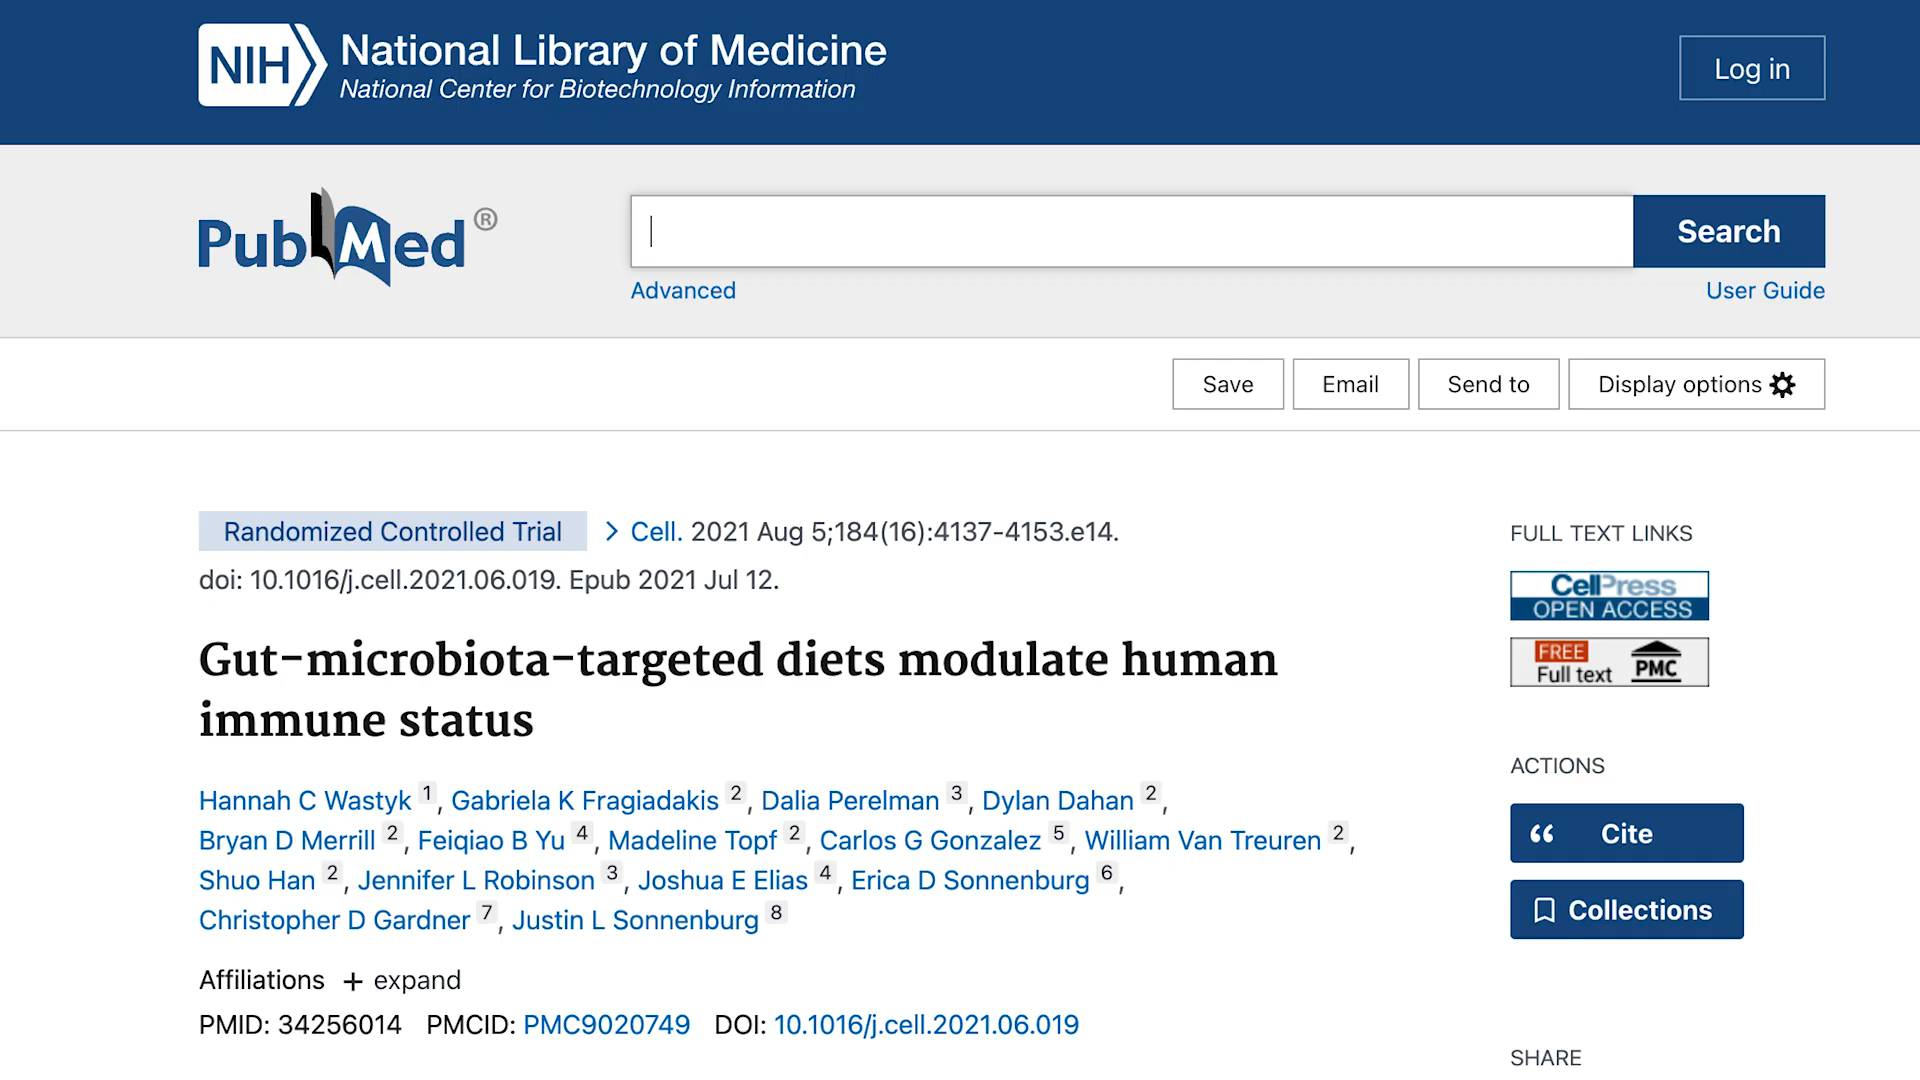 NIH National Library of Medicine
National Center for Biotechnology Information
Log in
PubMed®
Search
Advanced
User Guide
Save
Email
Send to
Display options
Randomized Controlled Trial > Cell. 2021 Aug 5;184(16):4137-4153.e14.
doi: 10.1016/j.cell.2021.06.019. Epub 2021 Jul 12.
Gut-microbiota-targeted diets modulate human
immune status
Hannah C Wastyk 1, Gabriela K Fragiadakis 2, Dalia Perelman 3, Dylan Dahan 2,
Bryan D Merrill 2, Feiqiao B Yu 4, Madeline Topf 2, Carlos G Gonzalez 5, William Van Treuren 2,
Shuo Han 2, Jennifer L Robinson 3, Joshua E Elias 4, Erica D Sonnenburg 6,
Christopher D Gardner 7, Justin L Sonnenburg 8
Affiliations + expand
PMID: 34256014 PMCID: PMC9020749 DOI: 10.1016/j.cell.2021.06.019
FULL TEXT LINKS
CellPress
OPEN ACCESS
FREE
Full text PMC
ACTIONS
“ Cite
Collections
SHARE